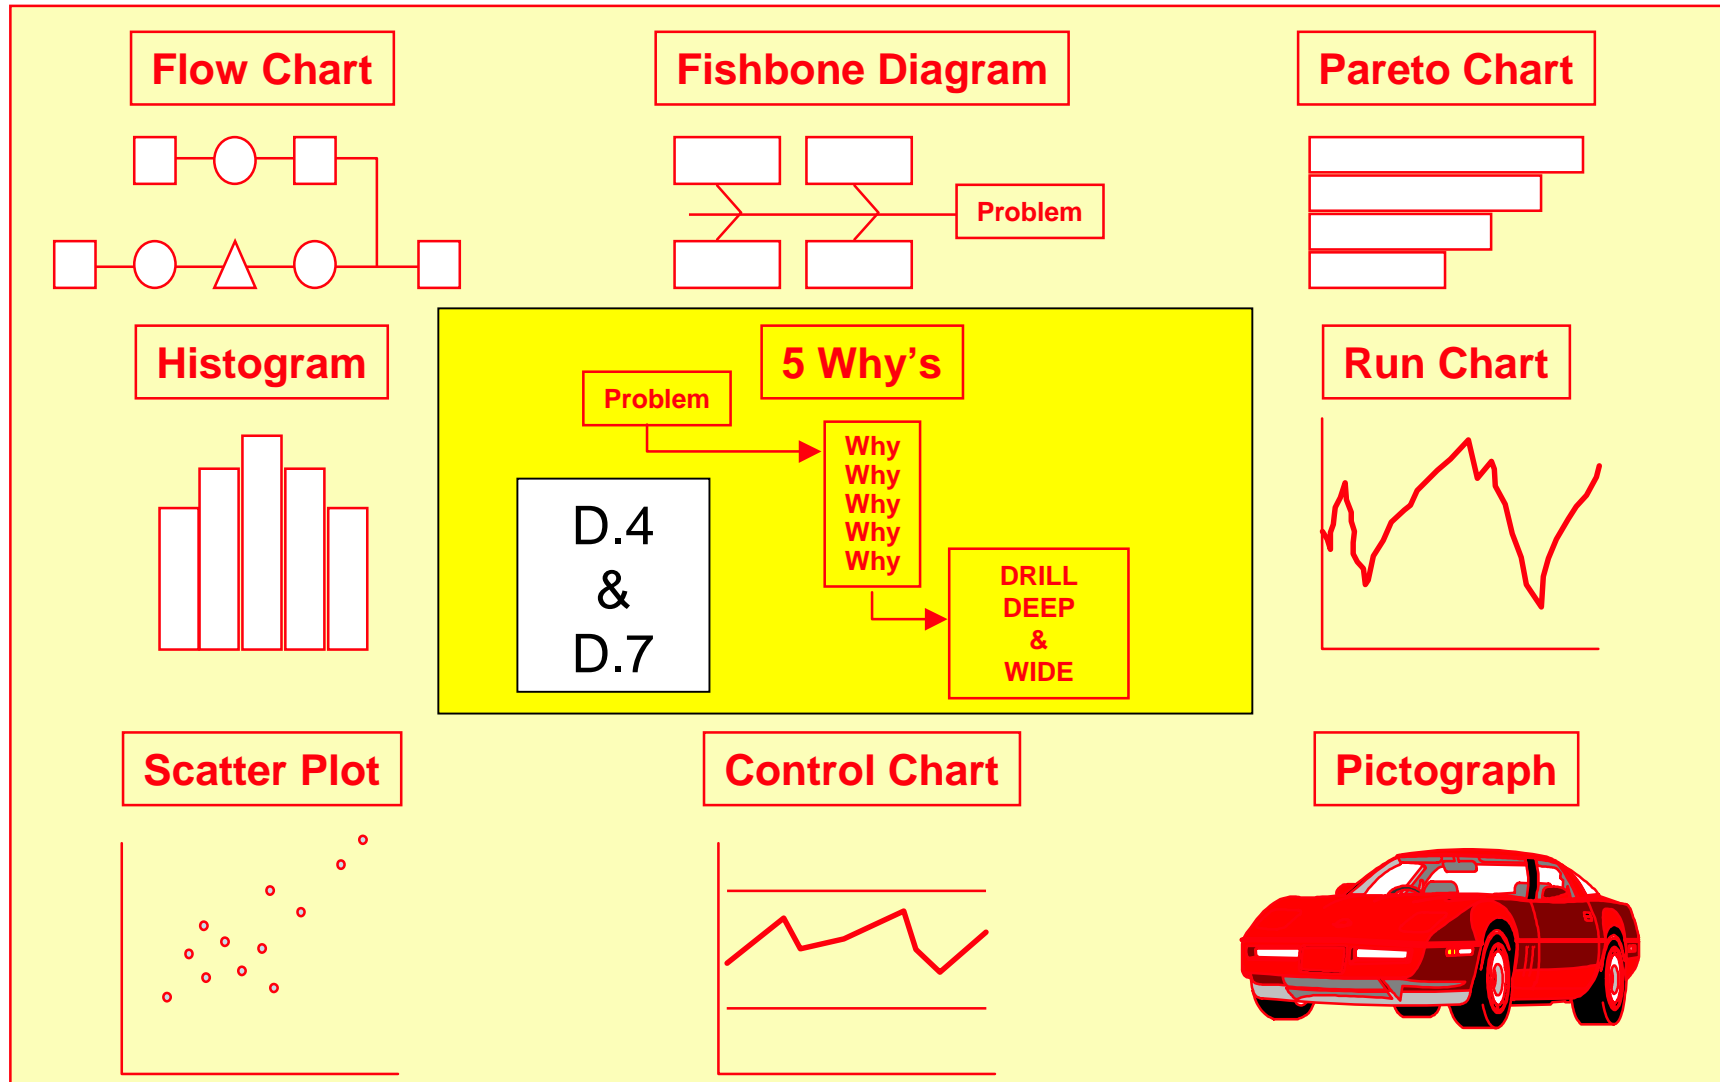 Flow Chart
Fishbone Diagram
Pareto Chart
Problem
Histogram
5 Why’s
Run Chart
Problem
Why
Why
Why
Why
Why
D.4
&
D.7
DRILL
DEEP
&
WIDE
Scatter Plot
Control Chart
Pictograph